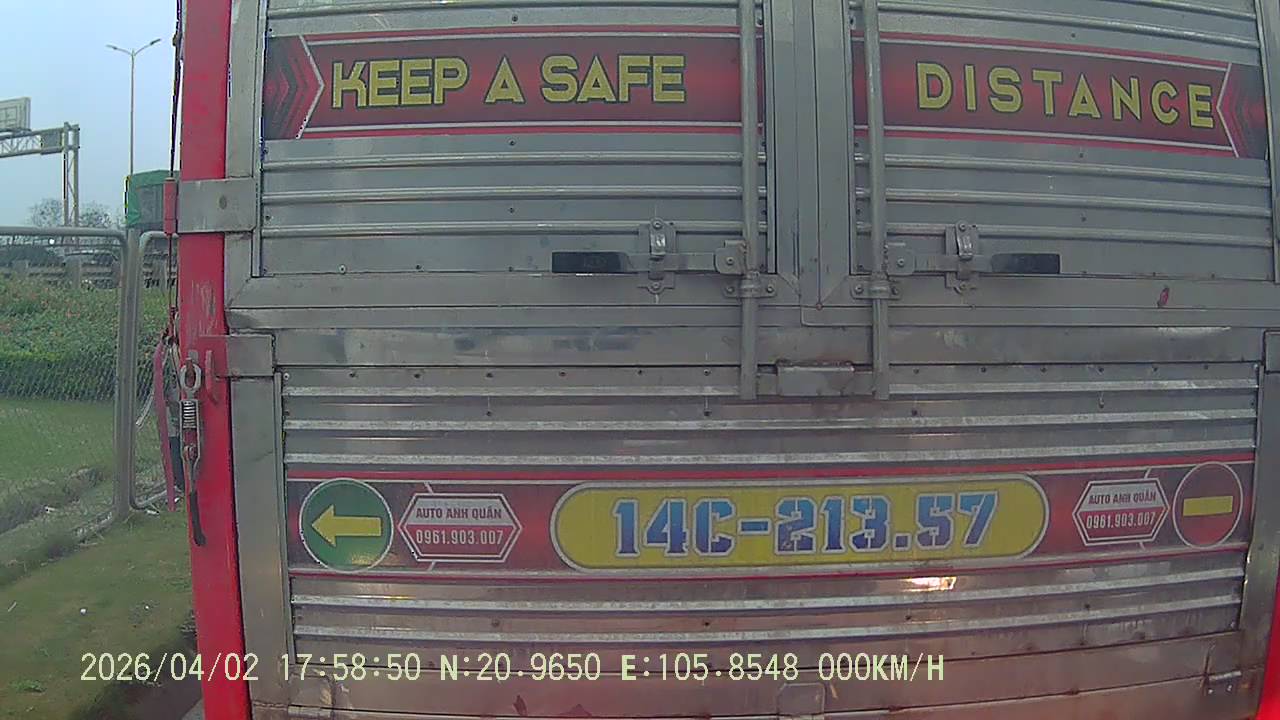 KEEP A SAFE DISTANCE
AUTO ANH QUÂN
0961.903.007
14C-213.57
AUTO ANH QUÂN
0961.903.007
2026/04/02 17:58:50 N:20.9650 E:105.8548 000KM/H